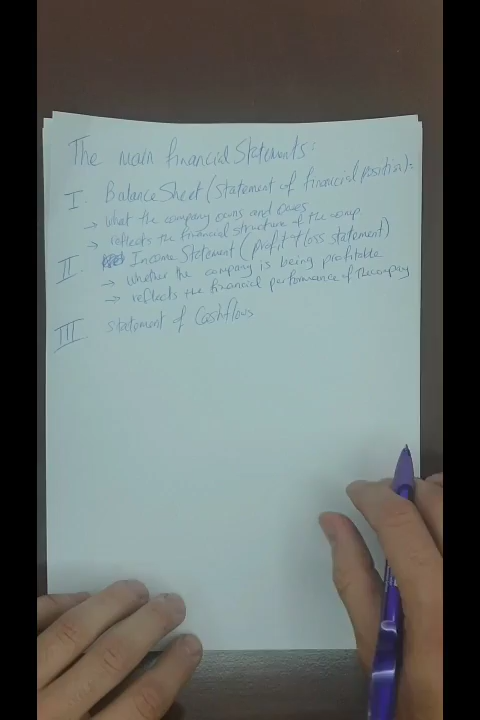 The main financial Statements:
I. Balance Sheet (Statement of financial position):
→ What the company owns and owes
→ reflects the financial structure of the comp
II. Income Statement (profit & loss statement)
→ Whether the company is being profitable
→ reflects the financial performance of the company
III Statement of Cashflows